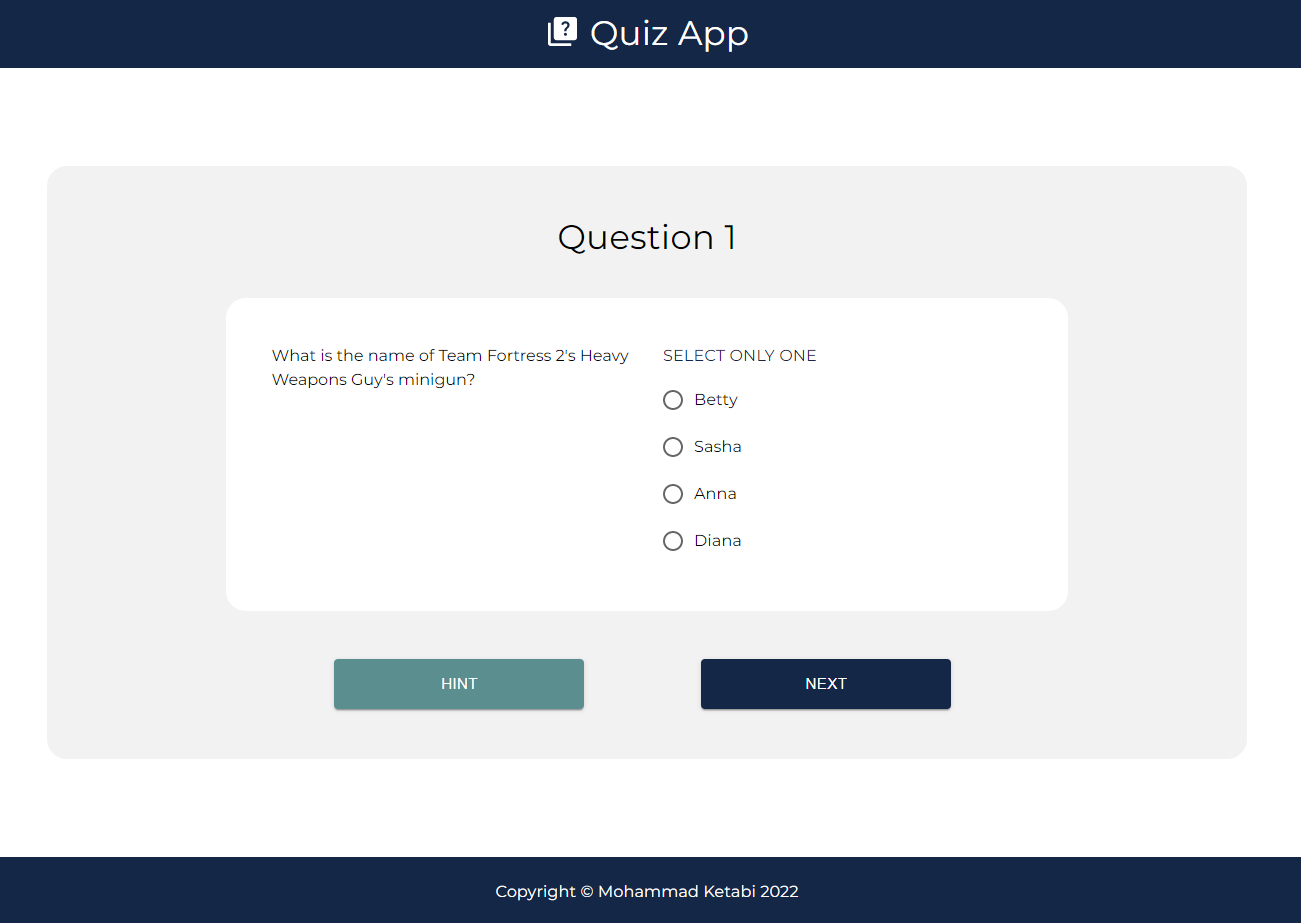 Quiz App
Question 1
What is the name of Team Fortress 2's Heavy
Weapons Guy's minigun?
SELECT ONLY ONE
Betty
Sasha
Anna
Diana
HINT
NEXT
Copyright © Mohammad Ketabi 2022